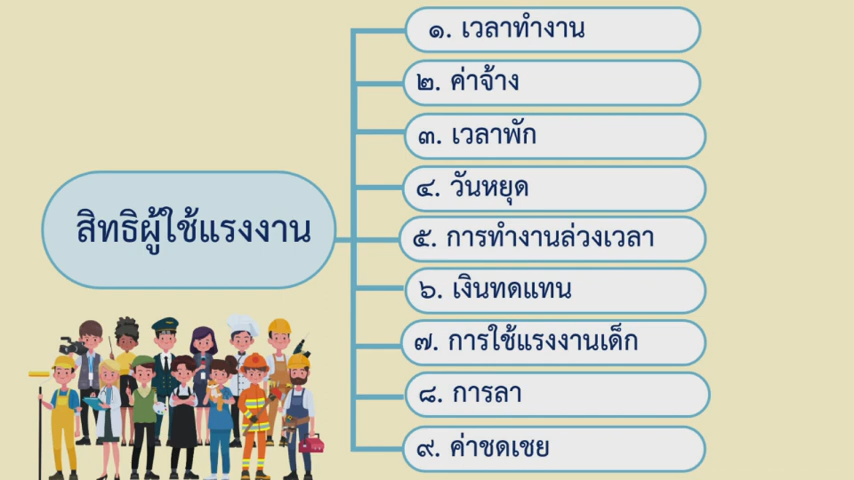 สิทธิผู้ใช้แรงงาน
๑. เวลาทำงาน
๒. ค่าจ้าง
๓. เวลาพัก
๔. วันหยุด
๕. การทำงานล่วงเวลา
๖. เงินทดแทน
๗. การใช้แรงงานเด็ก
๘. การลา
๙. ค่าชดเชย